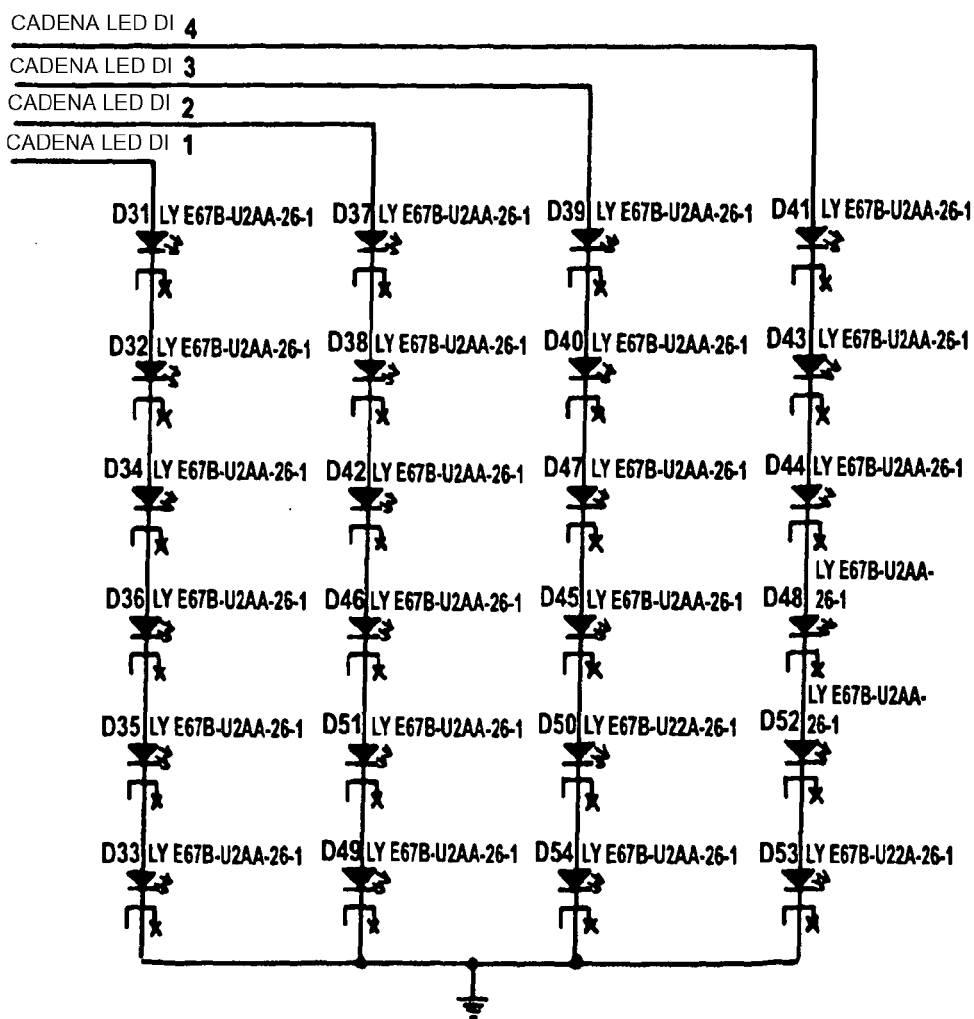 CADENA LED DI 4
CADENA LED DI 3
CADENA LED DI 2
CADENA LED DI 1
D31 LY E67B-U2AA-26-1 D37 LY E67B-U2AA-26-1 D39 LY E67B-U2AA-26-1 D41 LY E67B-U2AA-26-1
D32 LY E67B-U2AA-26-1 D38 LY E67B-U2AA-26-1 D40 LY E67B-U2AA-26-1 D43 LY E67B-U2AA-26-1
D34 LY E67B-U2AA-26-1 D42 LY E67B-U2AA-26-1 D47 LY E67B-U2AA-26-1 D44 LY E67B-U2AA-26-1
D36 LY E67B-U2AA-26-1 D46 LY E67B-U2AA-26-1 D45 LY E67B-U2AA-26-1 D48 LY E67B-U2AA-
26-1
D35 LY E67B-U2AA-26-1 D51 LY E67B-U2AA-26-1 D50 LY E67B-U22A-26-1 D52 LY E67B-U2AA-
26-1
D33 LY E67B-U2AA-26-1 D49 LY E67B-U2AA-26-1 D54 LY E67B-U2AA-26-1 D53 LY E67B-U22A-26-1